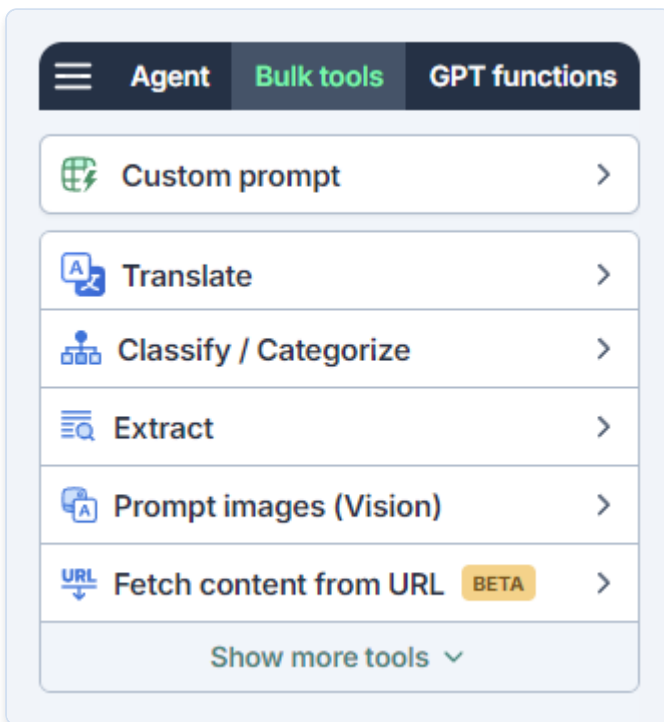 Agent Bulk tools GPT functions
Custom prompt
Translate
Classify / Categorize
Extract
Prompt images (Vision)
URL Fetch content from URL BETA
Show more tools